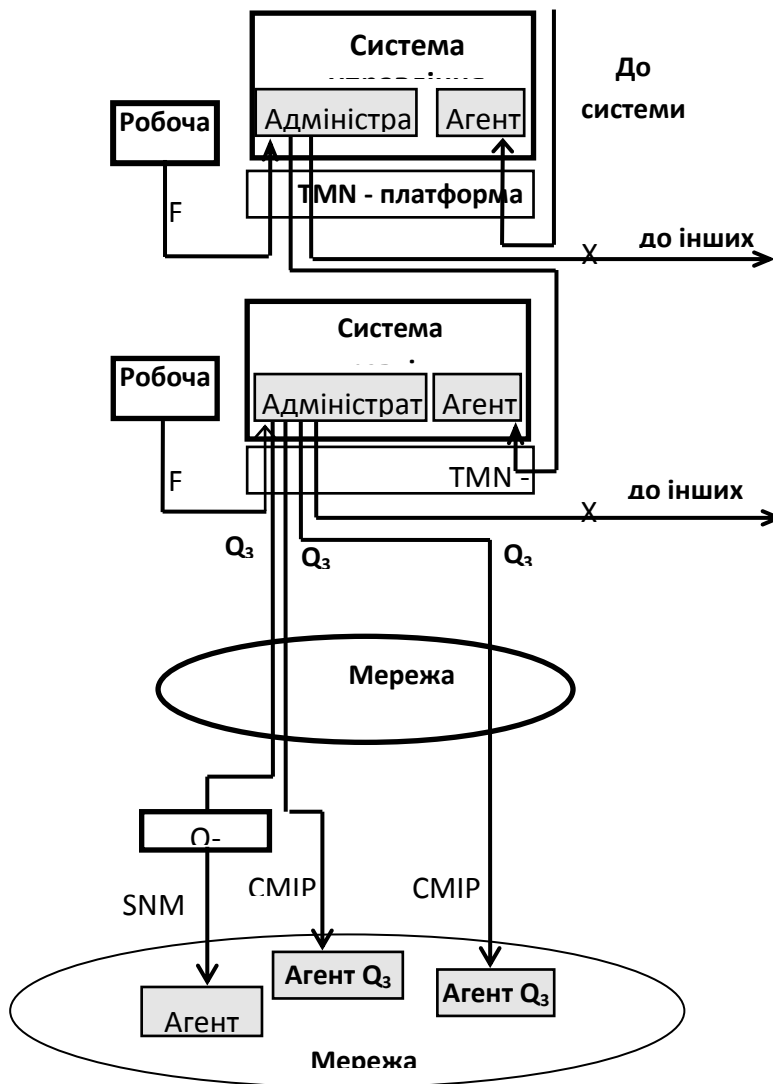 Система
До
системи
Робоча
Адміністра
Агент
TMN - платформа
F
до інших
X
Система
Робоча
Адміністрат
Агент
TMN -
F
до інших
X
Q₃
Q₃
Q₃
Мережа
CMIP
CMIP
SNM
Агент Q₃
Агент Q₃
Агент
Мережа